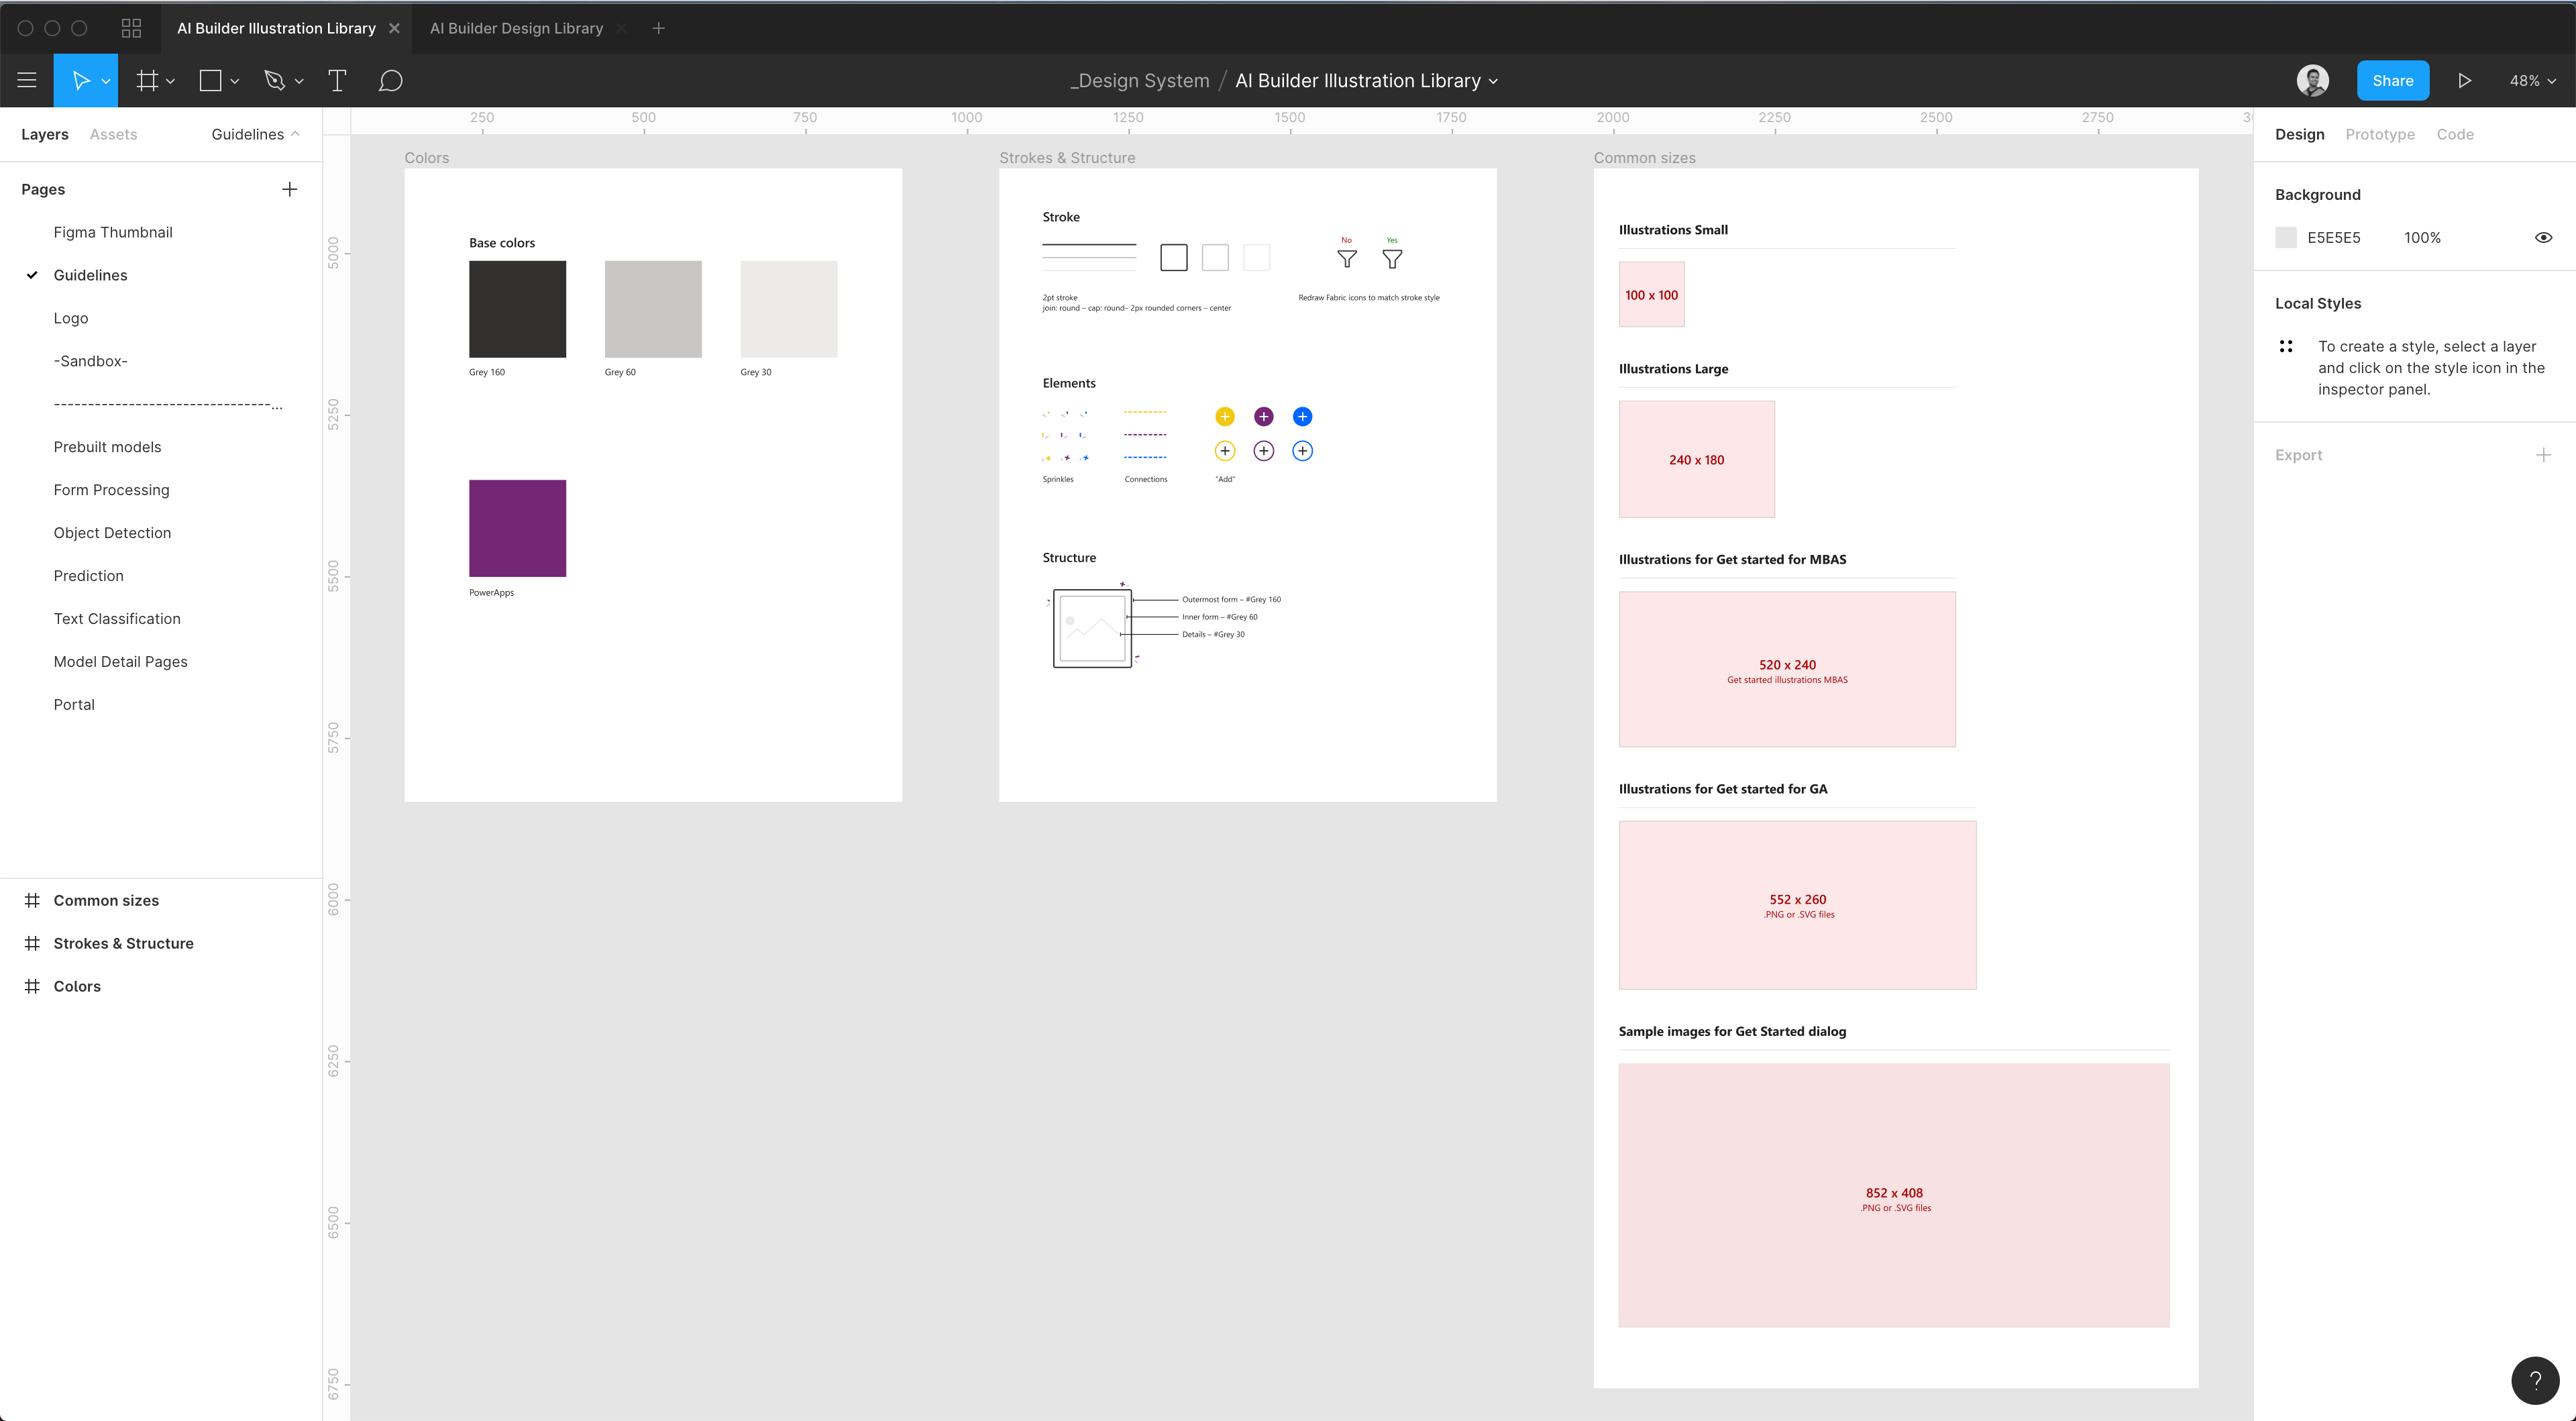 AI Builder Illustration Library
AI Builder Design Library
_Design System / AI Builder Illustration Library
Share
48%
Layers
Assets
Guidelines
Pages
Figma Thumbnail
Guidelines
Logo
-Sandbox-
--------------------------------...
Prebuilt models
Form Processing
Object Detection
Prediction
Text Classification
Model Detail Pages
Portal
Common sizes
Strokes & Structure
Colors
250
500
750
1000
1250
1500
1750
2000
2250
2500
2750
5000
5250
5500
5750
6000
6250
6500
6750
Colors
Base colors
Grey 160
Grey 60
Grey 30
PowerApps
Strokes & Structure
Stroke
No
Yes
2pt stroke
join: round – cap: round– 2px rounded corners – center
Redraw Fabric icons to match stroke style
Elements
Sprinkles
Connections
"Add"
Structure
Outermost form – #Grey 160
Inner form – #Grey 60
Details – #Grey 30
Common sizes
Illustrations Small
100 x 100
Illustrations Large
240 x 180
Illustrations for Get started for MBAS
520 x 240
Get started illustrations MBAS
Illustrations for Get started for GA
552 x 260
.PNG or .SVG files
Sample images for Get Started dialog
852 x 408
.PNG or .SVG files
Design
Prototype
Code
Background
E5E5E5
100%
Local Styles
To create a style, select a layer
and click on the style icon in the
inspector panel.
Export
?